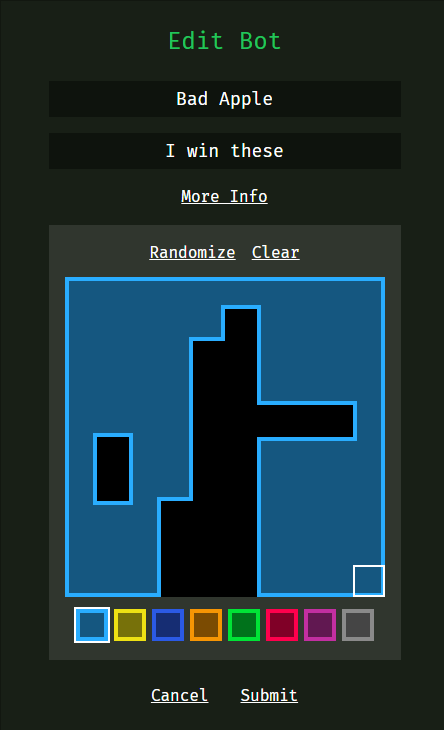 Edit Bot
Bad Apple
I win these
More Info
Randomize Clear
Cancel Submit